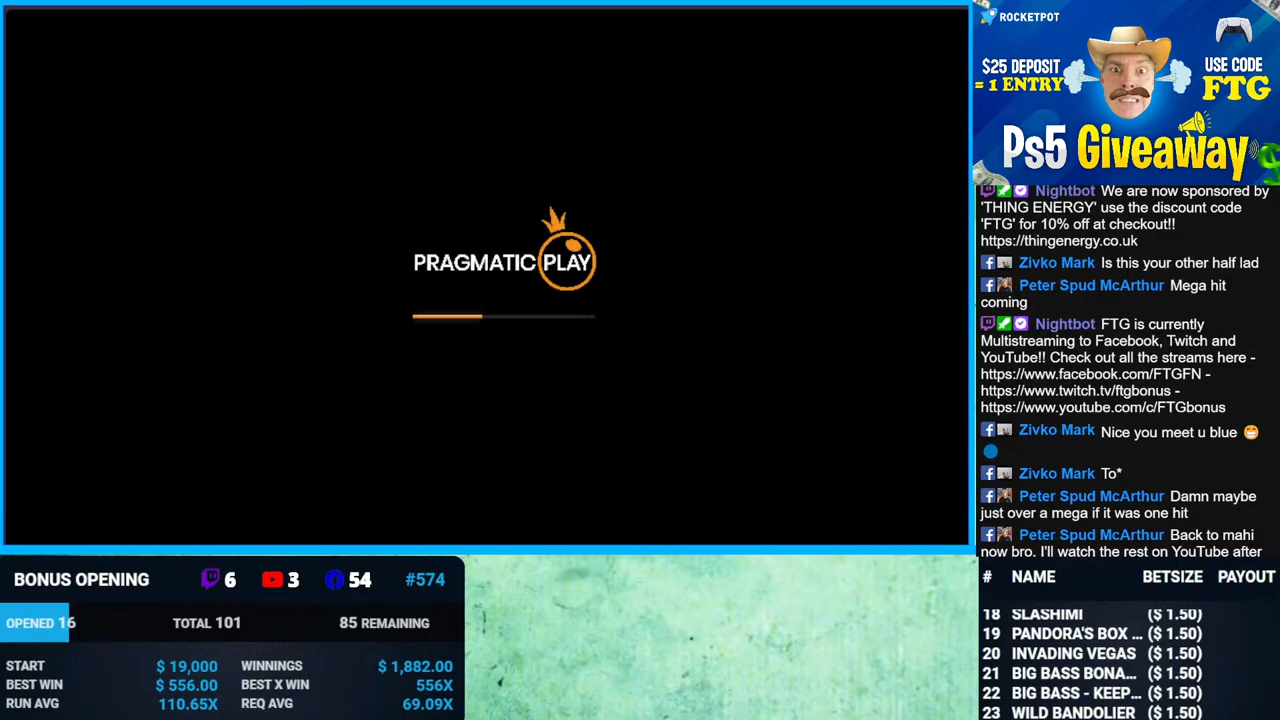 PRAGMATIC PLAY
ROCKETPOT
$25 DEPOSIT
= 1 ENTRY
USE CODE
FTG
Ps5 Giveaway
Nightbot We are now sponsored by
'THING ENERGY' use the discount code
'FTG' for 10% off at checkout!!
https://thingenergy.co.uk
Zivko Mark Is this your other half lad
Peter Spud McArthur Mega hit
coming
Nightbot FTG is currently
Multistreaming to Facebook, Twitch and
YouTube!! Check out all the streams here -
https://www.facebook.com/FTGFN -
https://www.twitch.tv/ftgbonus -
https://www.youtube.com/c/FTGbonus
Zivko Mark Nice you meet u blue 😁
Zivko Mark To*
Peter Spud McArthur Damn maybe
just over a mega if it was one hit
Peter Spud McArthur Back to mahi
now bro. I'll watch the rest on YouTube after
BONUS OPENING 6 3 54 #574
OPENED 16 TOTAL 101 85 REMAINING
START $ 19,000 WINNINGS $ 1,882.00
BEST WIN $ 556.00 BEST X WIN 556X
RUN AVG 110.65X REQ AVG 69.09X
# NAME BETSIZE PAYOUT
18 SLASHIMI ($ 1.50)
19 PANDORA'S BOX ... ($ 1.50)
20 INVADING VEGAS ($ 1.50)
21 BIG BASS BONA... ($ 1.50)
22 BIG BASS - KEEP... ($ 1.50)
23 WILD BANDOLIER ($ 1.50)